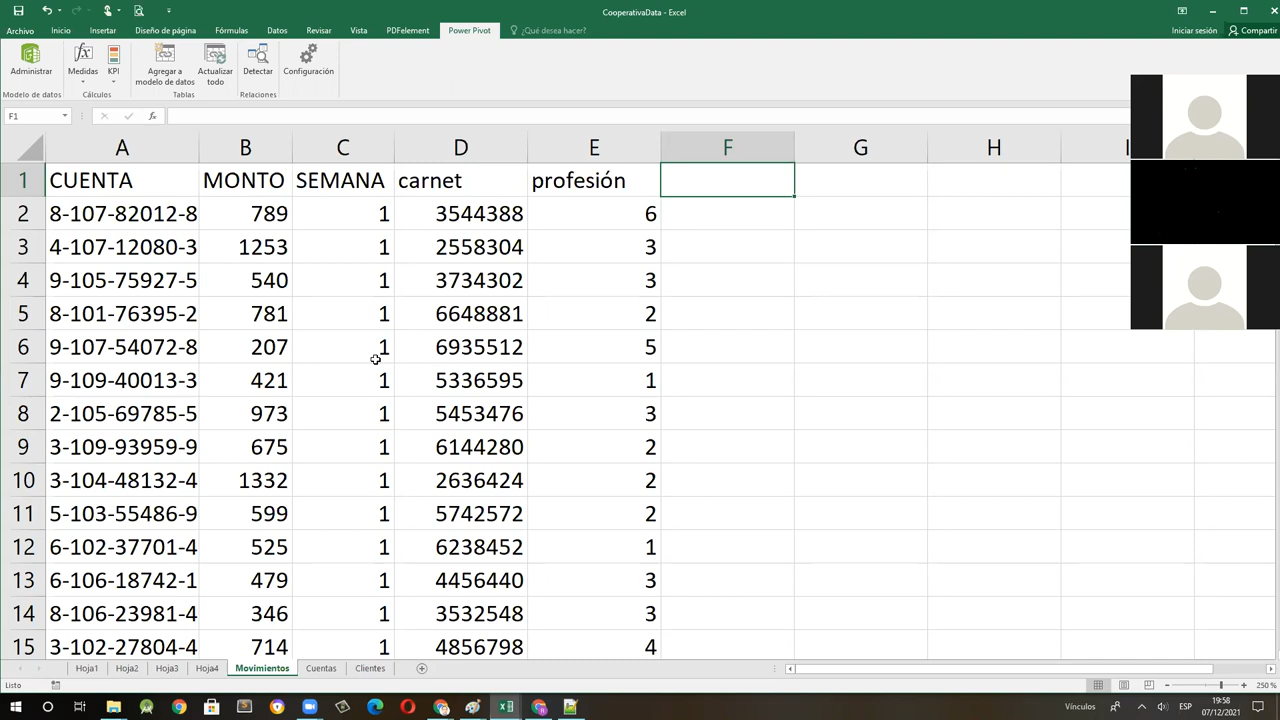 CooperativaData - Excel
Archivo Inicio Insertar Diseño de página Fórmulas Datos Revisar Vista PDFelement Power Pivot ¿Qué desea hacer? Iniciar sesión Compartir
Administrar Medidas KPI Agregar a modelo de datos Actualizar todo Detectar Configuración
Modelo de datos Cálculos Tablas Relaciones
F1 fx
A B C D E F G H I
1 CUENTA MONTO SEMANA carnet profesión
2 8-107-82012-8 789 1 3544388 6
3 4-107-12080-3 1253 1 2558304 3
4 9-105-75927-5 540 1 3734302 3
5 8-101-76395-2 781 1 6648881 2
6 9-107-54072-8 207 1 6935512 5
7 9-109-40013-3 421 1 5336595 1
8 2-105-69785-5 973 1 5453476 3
9 3-109-93959-9 675 1 6144280 2
10 3-104-48132-4 1332 1 2636424 2
11 5-103-55486-9 599 1 5742572 2
12 6-102-37701-4 525 1 6238452 1
13 6-106-18742-1 479 1 4456440 3
14 8-106-23981-4 346 1 3532548 3
15 3-102-27804-4 714 1 4856798 4
Hoja1 Hoja2 Hoja3 Hoja4 Movimientos Cuentas Clientes
Listo 250 %
Vínculos ESP 19:58
07/12/2021